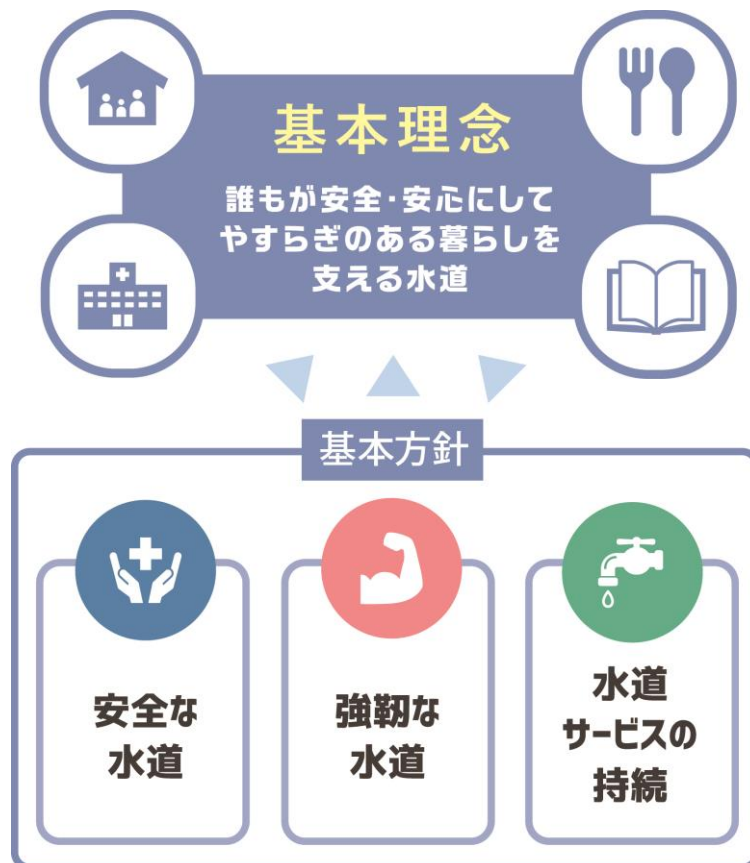 基本理念
誰もが安全・安心にして
やすらぎのある暮らしを
支える水道
基本方針
安全な
水道
強靭な
水道
水道
サービスの
持続